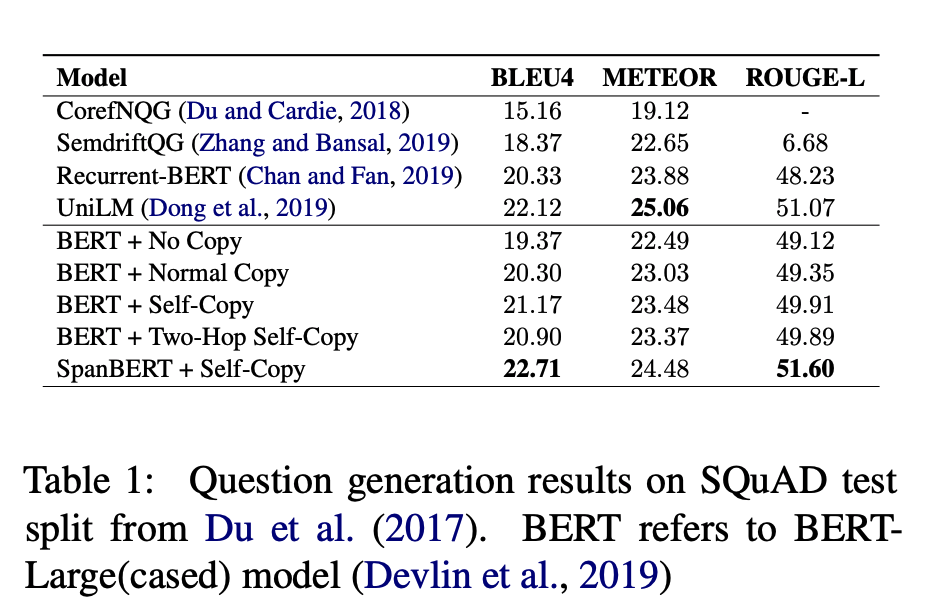 Model BLEU4 METEOR ROUGE-L
CorefNQG (Du and Cardie, 2018) 15.16 19.12 -
SemdriftQG (Zhang and Bansal, 2019) 18.37 22.65 6.68
Recurrent-BERT (Chan and Fan, 2019) 20.33 23.88 48.23
UniLM (Dong et al., 2019) 22.12 25.06 51.07
BERT + No Copy 19.37 22.49 49.12
BERT + Normal Copy 20.30 23.03 49.35
BERT + Self-Copy 21.17 23.48 49.91
BERT + Two-Hop Self-Copy 20.90 23.37 49.89
SpanBERT + Self-Copy 22.71 24.48 51.60
Table 1: Question generation results on SQuAD test
split from Du et al. (2017). BERT refers to BERT-
Large(cased) model (Devlin et al., 2019)